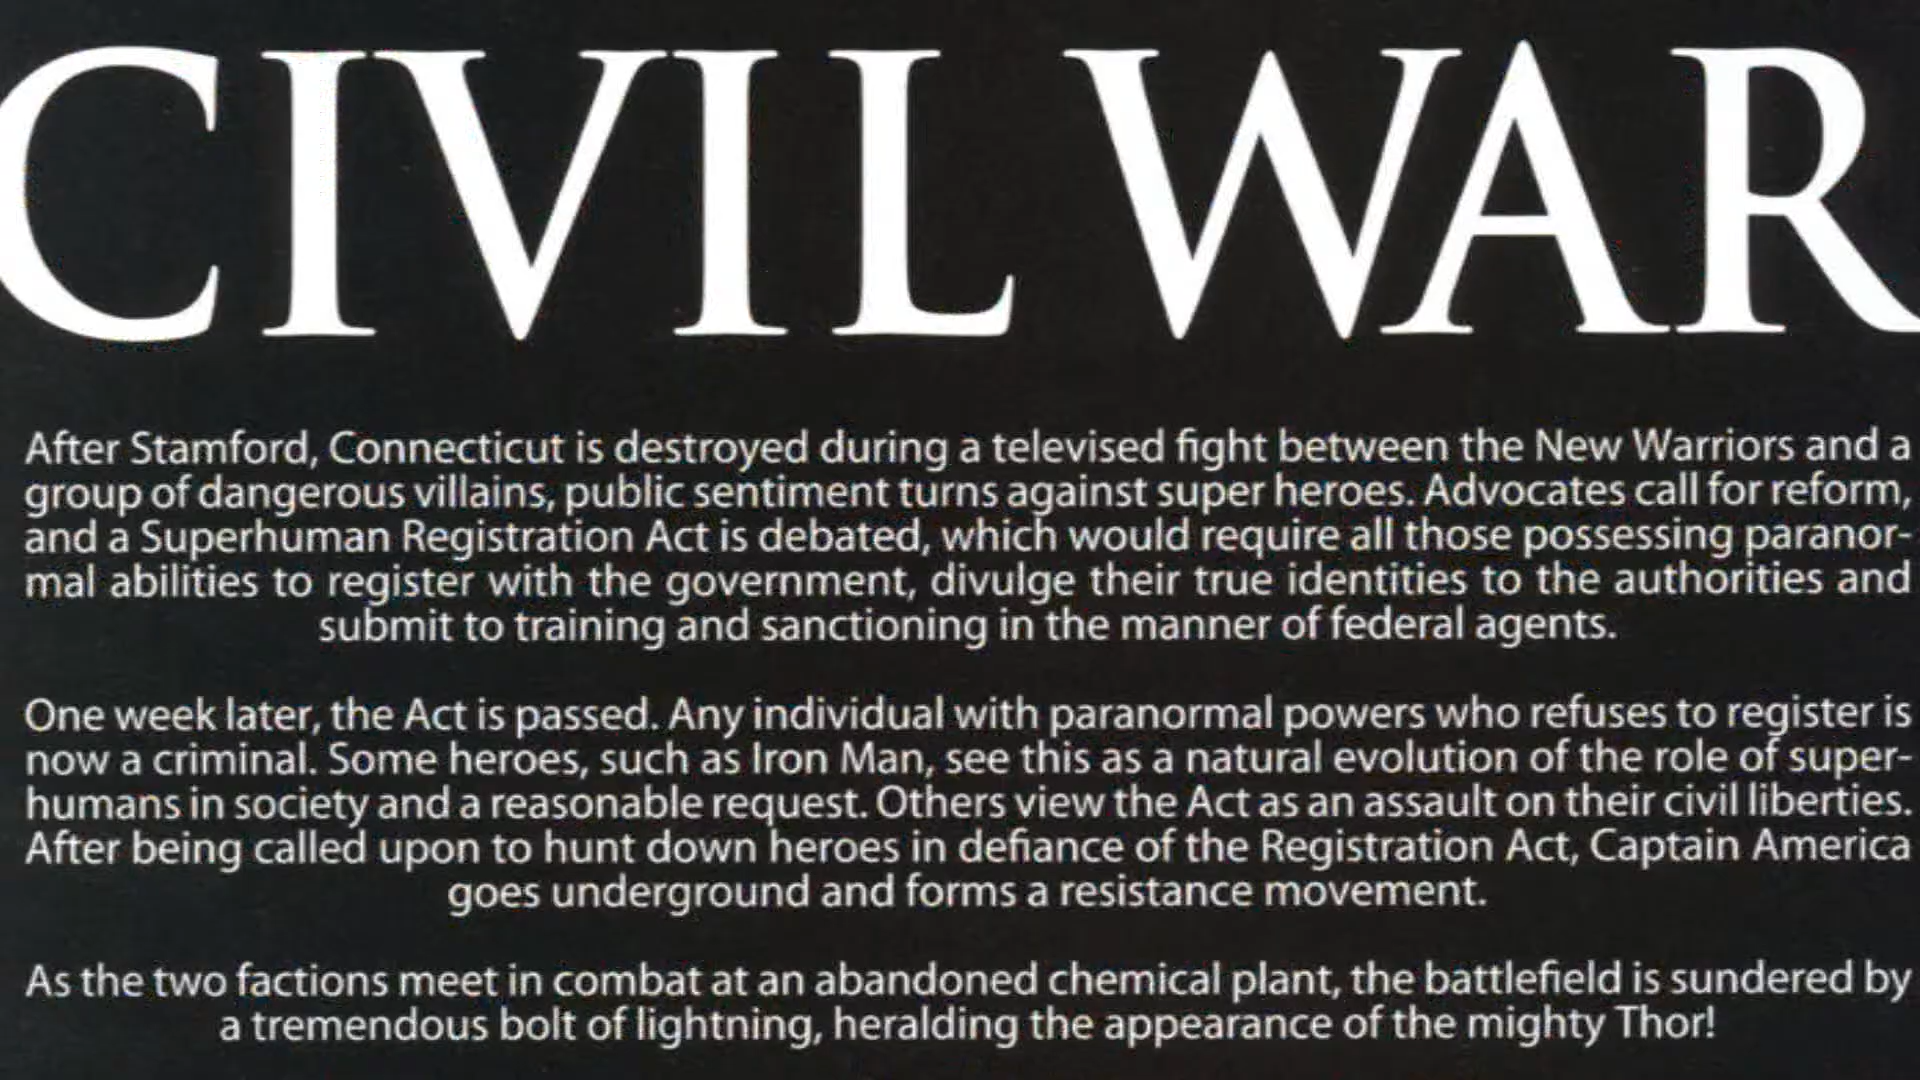 CIVIL WAR
After Stamford, Connecticut is destroyed during a televised fight between the New Warriors and a
group of dangerous villains, public sentiment turns against super heroes. Advocates call for reform,
and a Superhuman Registration Act is debated, which would require all those possessing paranor-
mal abilities to register with the government, divulge their true identities to the authorities and
submit to training and sanctioning in the manner of federal agents.
One week later, the Act is passed. Any individual with paranormal powers who refuses to register is
now a criminal. Some heroes, such as Iron Man, see this as a natural evolution of the role of super-
humans in society and a reasonable request. Others view the Act as an assault on their civil liberties.
After being called upon to hunt down heroes in defiance of the Registration Act, Captain America
goes underground and forms a resistance movement.
As the two factions meet in combat at an abandoned chemical plant, the battlefield is sundered by
a tremendous bolt of lightning, heralding the appearance of the mighty Thor!